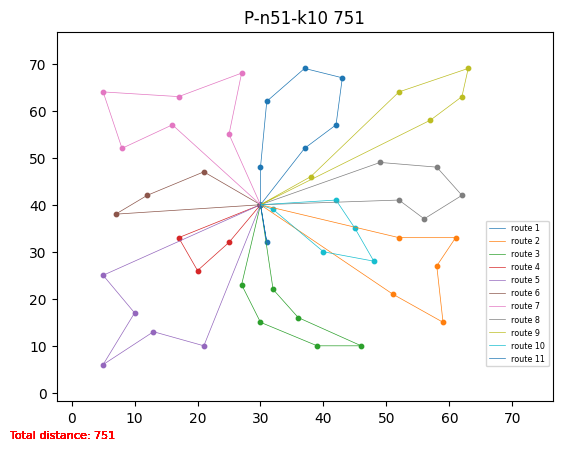 P-n51-k10 751
70
60
50
40
30
20
10
0
0 10 20 30 40 50 60 70
route 1
route 2
route 3
route 4
route 5
route 6
route 7
route 8
route 9
route 10
route 11
Total distance: 751